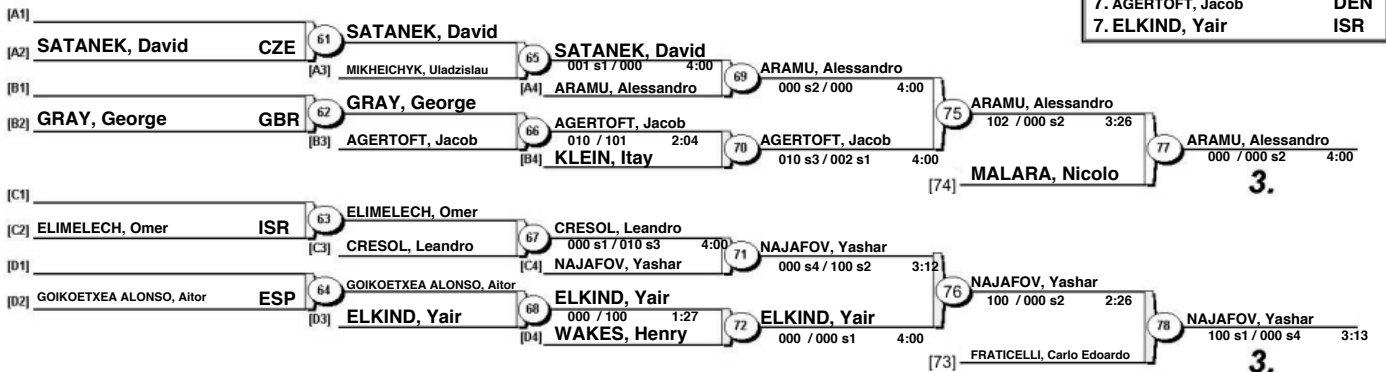 7. AGERTOFT, Jacob DEN
7. ELKIND, Yair ISR
[A1]
[A2] SATANEK, David CZE
61
SATANEK, David
[A3] MIKHEICHYK, Uladzislau
65
SATANEK, David
001 s1 / 000 4:00
[A4] ARAMU, Alessandro
69
ARAMU, Alessandro
000 s2 / 000 4:00
[B1]
[B2] GRAY, George GBR
62
GRAY, George
[B3] AGERTOFT, Jacob
66
AGERTOFT, Jacob
010 / 101 2:04
[B4] KLEIN, Itay
70
AGERTOFT, Jacob
010 s3 / 002 s1 4:00
75
ARAMU, Alessandro
102 / 000 s2 3:26
[74] MALARA, Nicolo
77
ARAMU, Alessandro
000 / 000 s2 4:00
3.
[C1]
[C2] ELIMELECH, Omer ISR
63
ELIMELECH, Omer
[C3] CRESOL, Leandro
67
CRESOL, Leandro
000 s1 / 010 s3 4:00
[C4] NAJAFOV, Yashar
71
NAJAFOV, Yashar
000 s4 / 100 s2 3:12
[D1]
[D2] GOIKOETXEA ALONSO, Aitor ESP
64
GOIKOETXEA ALONSO, Aitor
[D3] ELKIND, Yair
68
ELKIND, Yair
000 / 100 1:27
[D4] WAKES, Henry
72
ELKIND, Yair
000 / 000 s1 4:00
76
NAJAFOV, Yashar
100 / 000 s2 2:26
[73] FRATICELLI, Carlo Edoardo
78
NAJAFOV, Yashar
100 s1 / 000 s4 3:13
3.